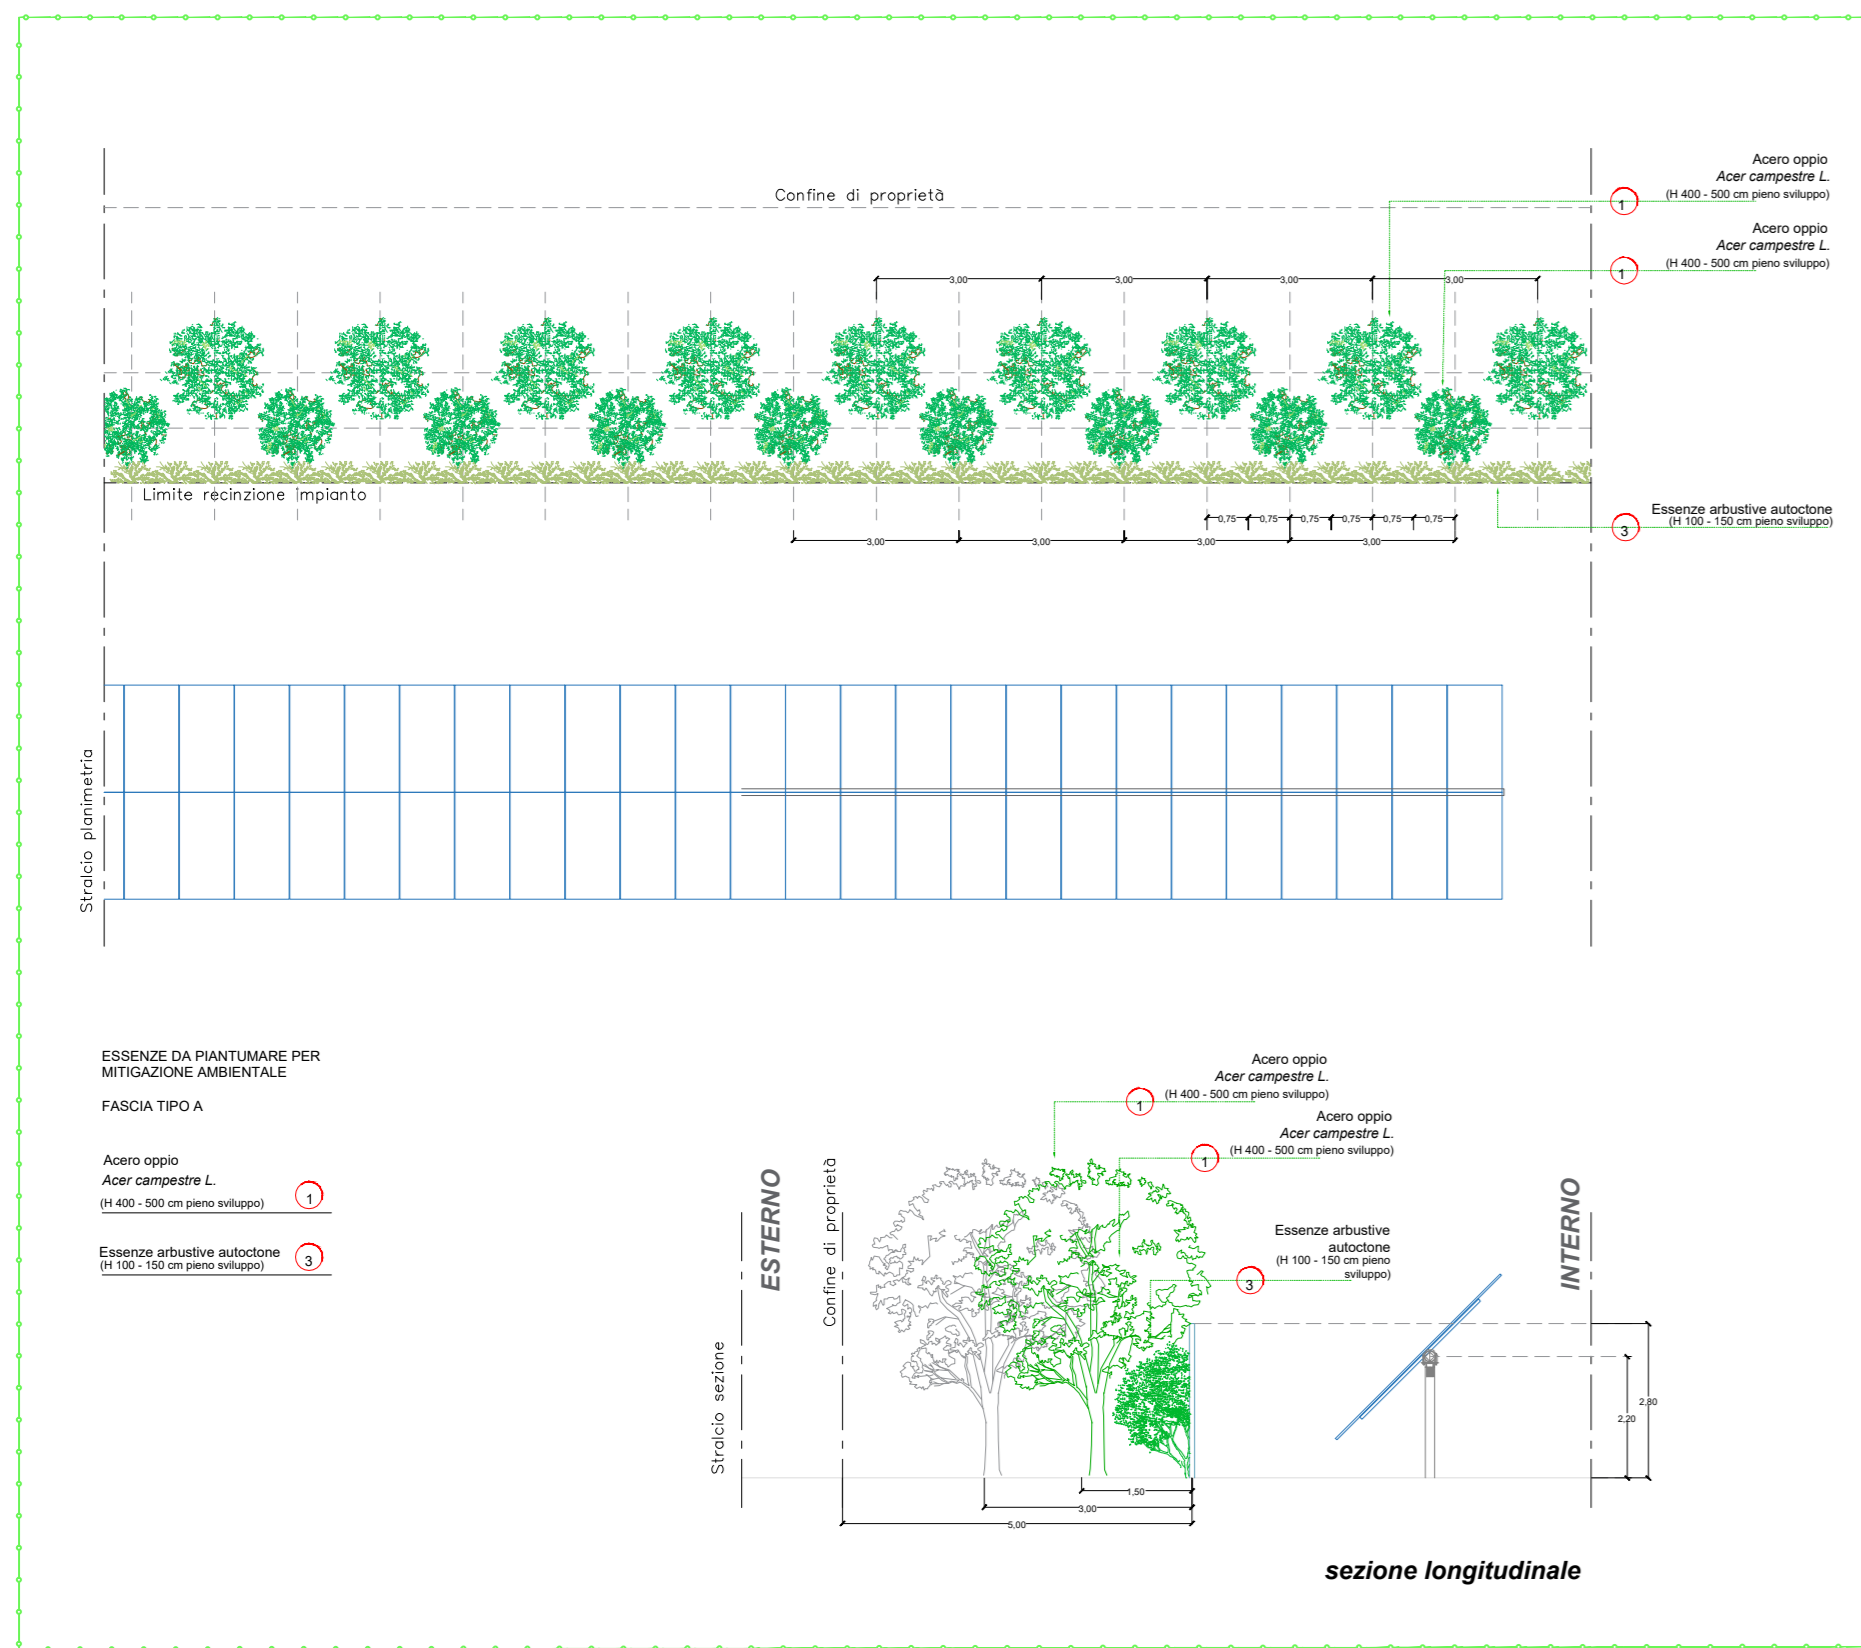 Acero oppio
Acer campestre L.
(H 400 - 500 cm pieno sviluppo)
1
Confine di proprietà
Acero oppio
Acer campestre L.
(H 400 - 500 cm pieno sviluppo)
1
3,00 3,00 3,00 3,00
Limite recinzione impianto
Essenze arbustive autoctone
(H 100 - 150 cm pieno sviluppo)
3
0,75 0,75 0,75 0,75 0,75 0,75
3,00 3,00 3,00 3,00
Stralcio planimetria
ESSENZE DA PIANTUMARE PER
MITIGAZIONE AMBIENTALE
FASCIA TIPO A
Acero oppio
Acer campestre L.
(H 400 - 500 cm pieno sviluppo)
1
Essenze arbustive autoctone
(H 100 - 150 cm pieno sviluppo)
3
Acero oppio
Acer campestre L.
(H 400 - 500 cm pieno sviluppo)
1
Acero oppio
Acer campestre L.
(H 400 - 500 cm pieno sviluppo)
1
Essenze arbustive
autoctone
(H 100 - 150 cm pieno
sviluppo)
3
ESTERNO
Confine di proprietà
INTERNO
Stralcio sezione
2,80
2,20
1,50
3,00
5,00
sezione longitudinale